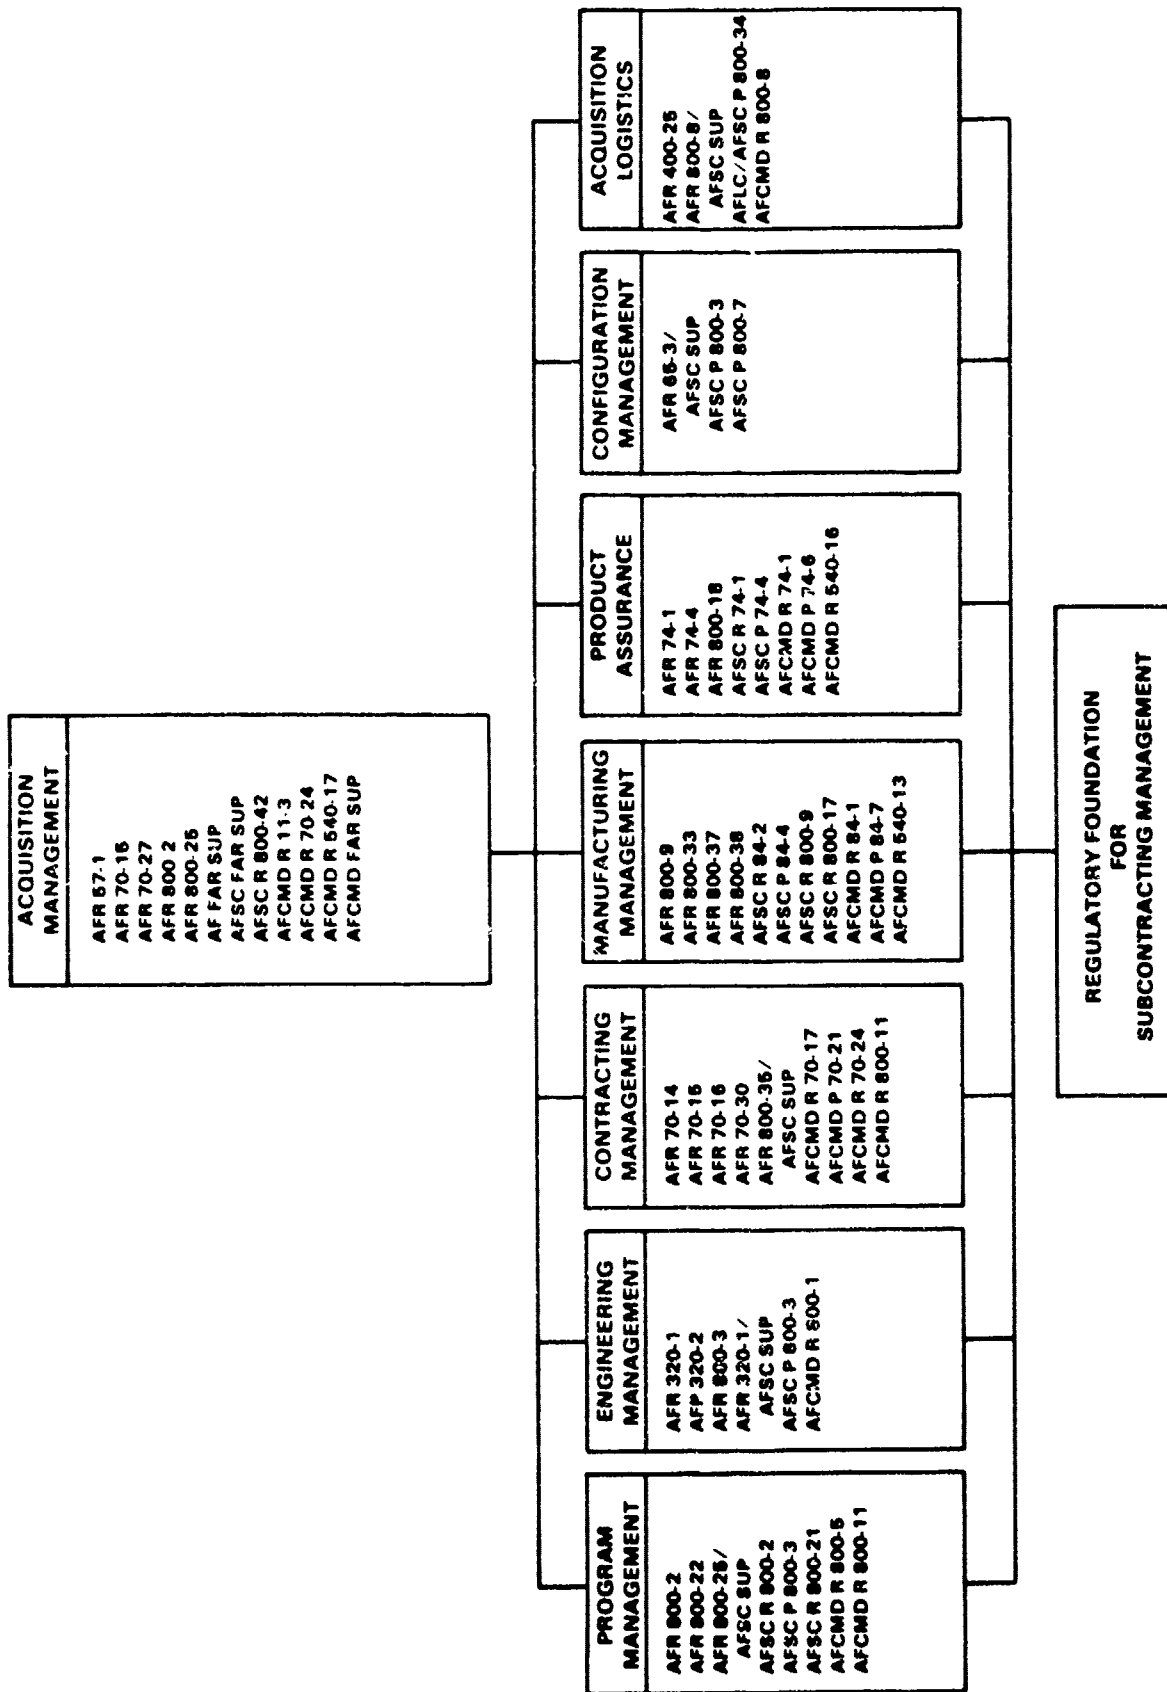 ACQUISITION
MANAGEMENT
AFR 57-1
AFR 70-15
AFR 70-27
AFR 800 2
AFR 800-25
AF FAR SUP
AFSC FAR SUP
AFSC R 800-42
AFCMD R 11-3
AFCMD R 70-24
AFCMD R 540-17
AFCMD FAR SUP
PROGRAM
MANAGEMENT
AFR 800-2
AFR 800-22
AFR 800-25/
AFSC SUP
AFSC R 800-2
AFSC P 800-3
AFSC R 800-21
AFCMD R 800-5
AFCMD R 800-11
ENGINEERING
MANAGEMENT
AFR 320-1
AFP 320-2
AFR 800-3
AFR 320-1/
AFSC SUP
AFSC P 800-3
AFCMD R 800-1
CONTRACTING
MANAGEMENT
AFR 70-14
AFR 70-15
AFR 70-16
AFR 70-30
AFR 800-35/
AFSC SUP
AFCMD R 70-17
AFCMD P 70-21
AFCMD R 70-24
AFCMD R 800-11
MANUFACTURING
MANAGEMENT
AFR 800-9
AFR 800-33
AFR 800-37
AFR 800-38
AFSC R 84-2
AFSC P 84-4
AFSC R 800-9
AFSC R 800-17
AFCMD R 84-1
AFCMD P 84-7
AFCMD R 540-13
PRODUCT
ASSURANCE
AFR 74-1
AFR 74-4
AFR 800-18
AFSC R 74-1
AFSC P 74-4
AFCMD R 74-1
AFCMD P 74-6
AFCMD R 540-16
CONFIGURATION
MANAGEMENT
AFR 65-3/
AFSC SUP
AFSC P 800-3
AFSC P 800-7
ACQUISITION
LOGISTICS
AFR 400-25
AFR 800-8/
AFSC SUP
AFLC/AFSC P 800-34
AFCMD R 800-8
REGULATORY FOUNDATION
FOR
SUBCONTRACTING MANAGEMENT